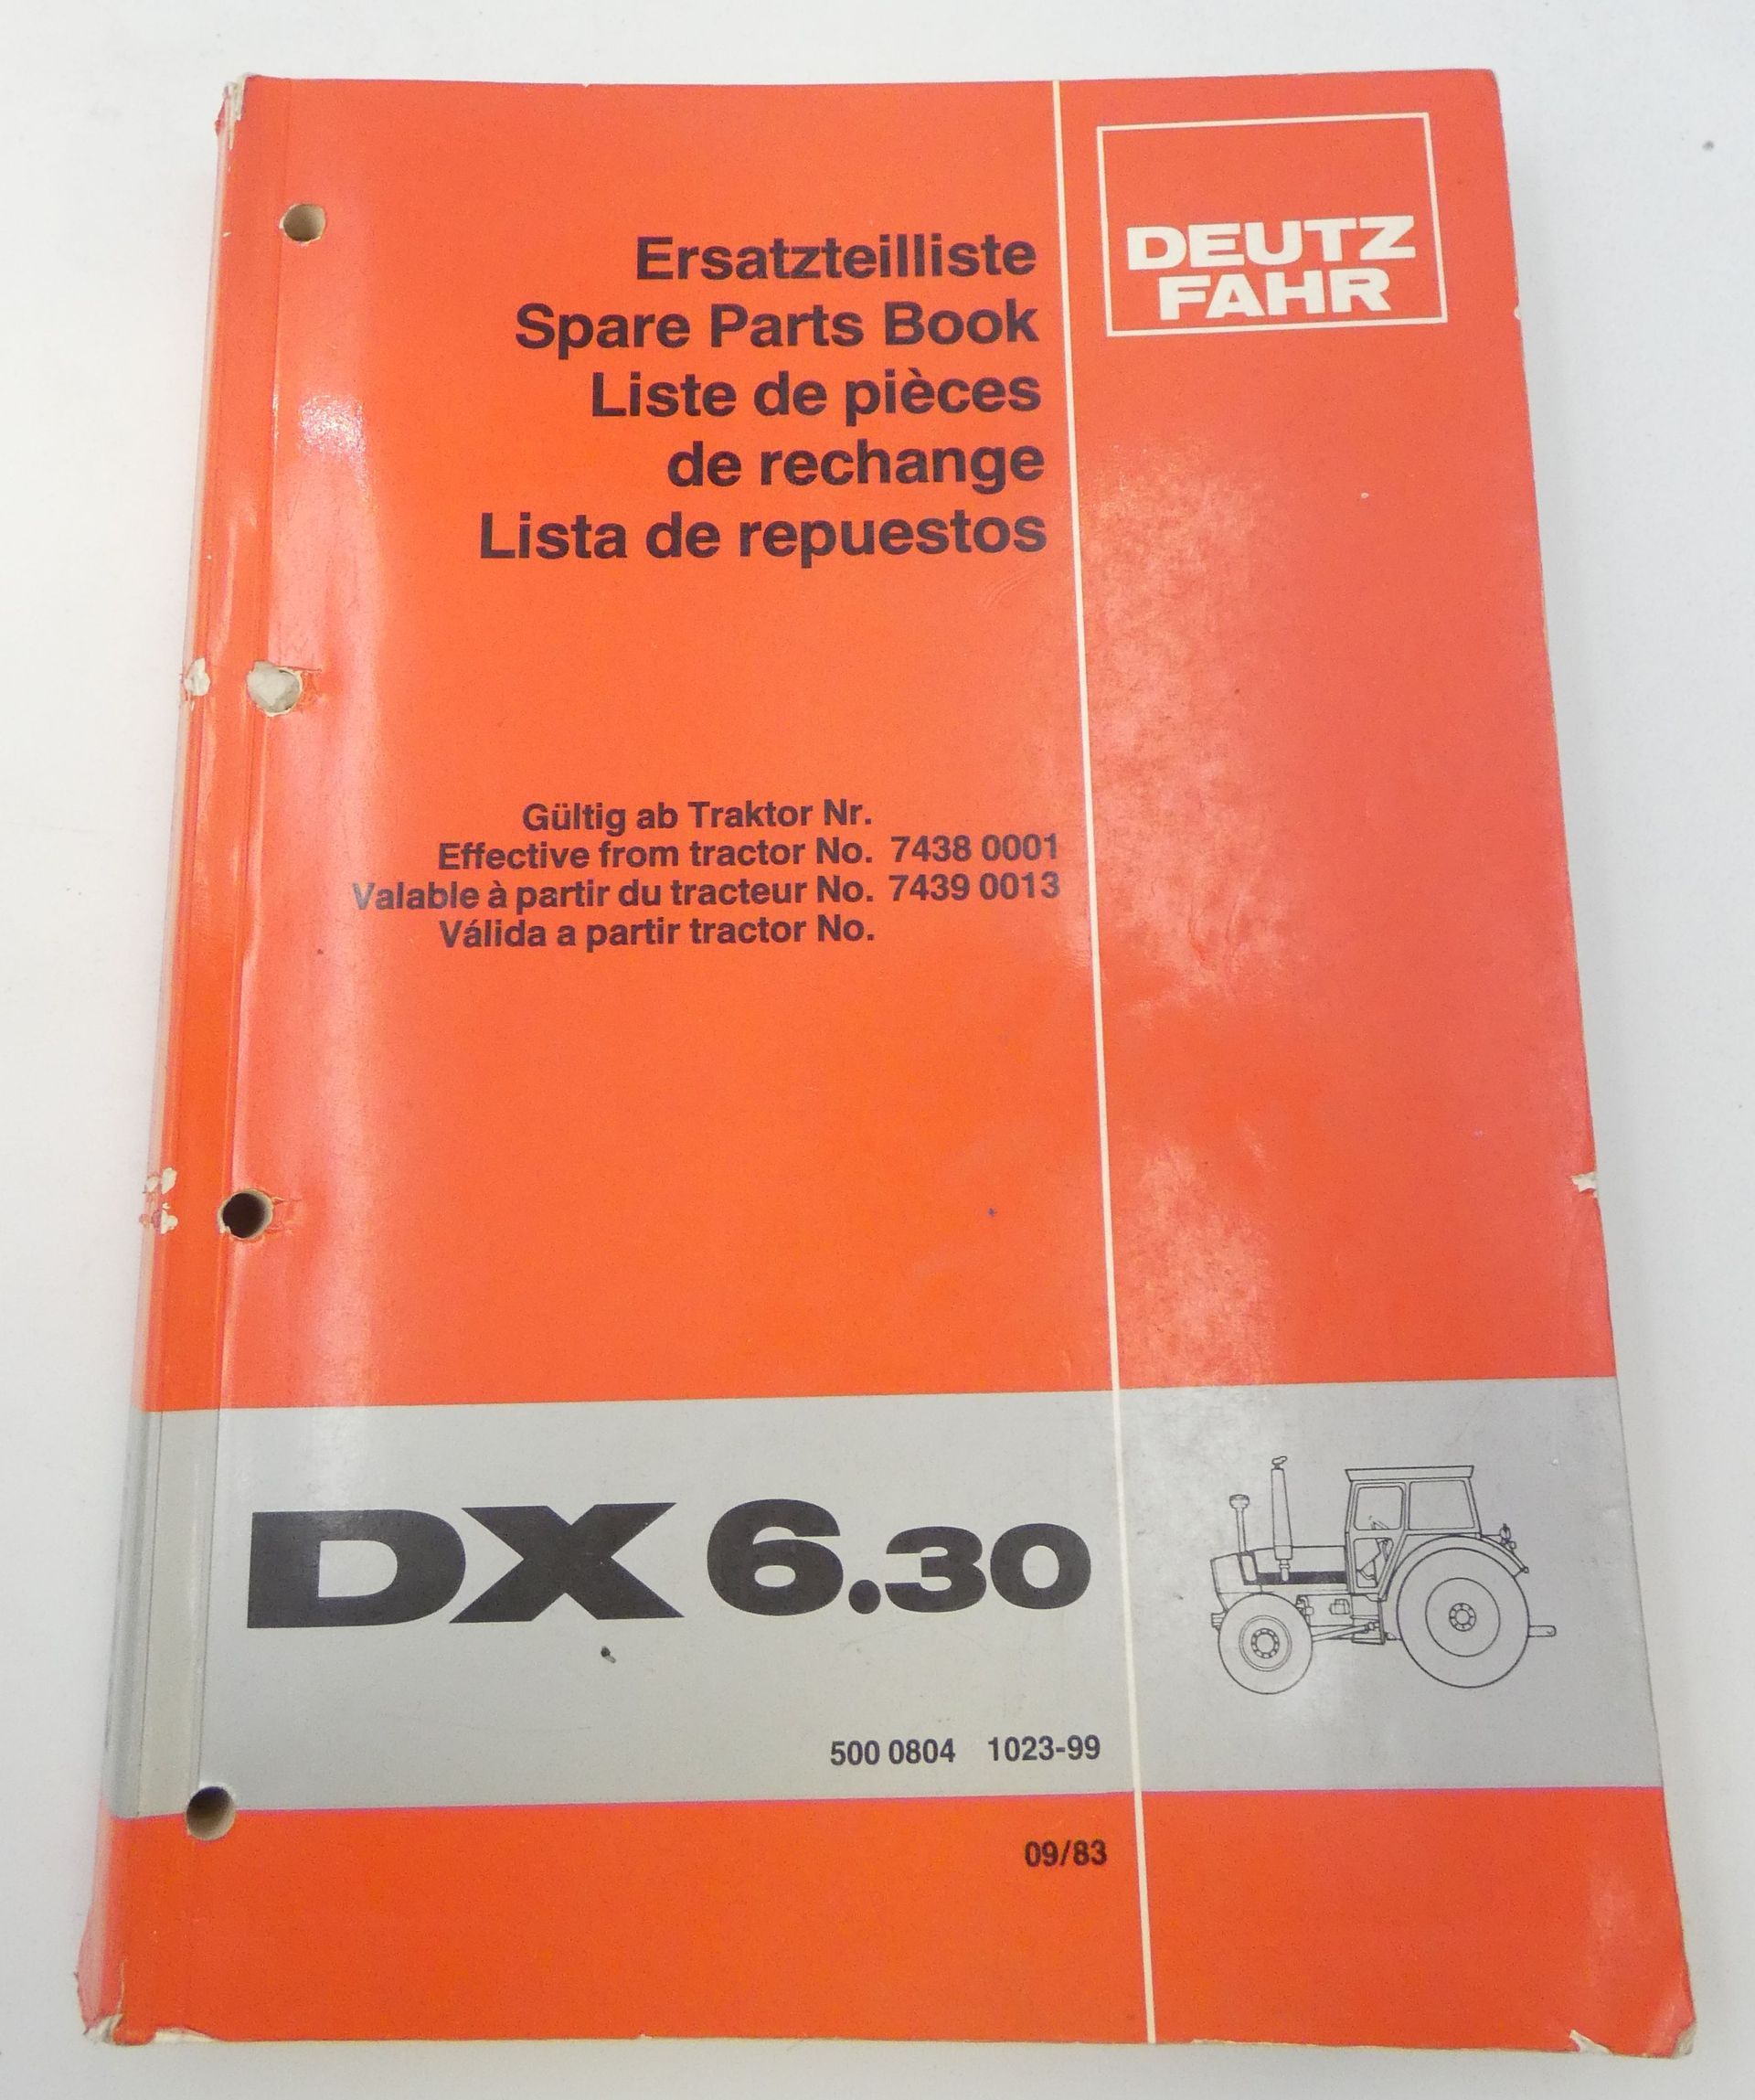 DEUTZ
FAHR
Ersatzteilliste
Spare Parts Book
Liste de pièces
de rechange
Lista de repuestos
Gültig ab Traktor Nr.
Effective from tractor No. 7438 0001
Valable à partir du tracteur No. 7439 0013
Válida a partir tractor No.
DX 6.30
500 0804 1023-99
09/83